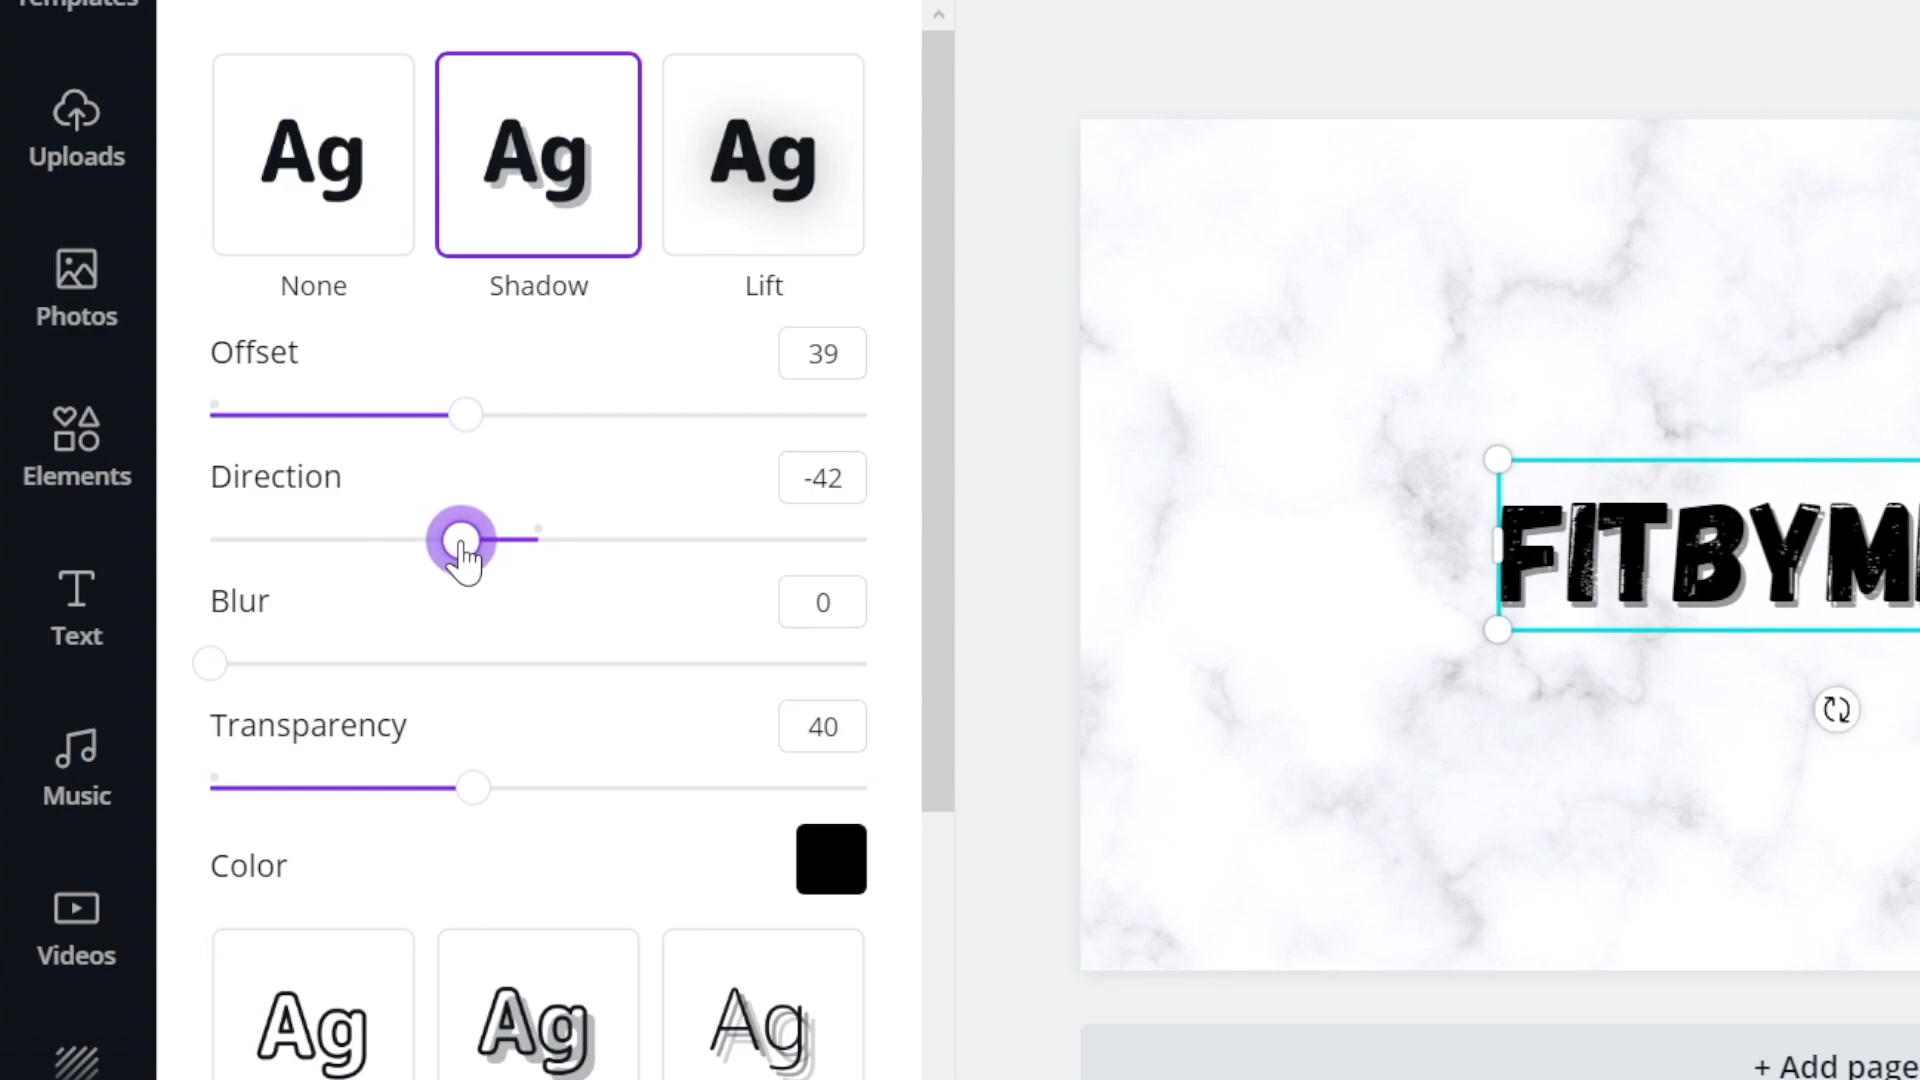 Templates
Uploads
Photos
Elements
Text
Music
Videos
Ag
Ag
Ag
None
Shadow
Lift
Offset
39
Direction
-42
Blur
0
Transparency
40
Color
Ag
Ag
Ag
FITBYM
+ Add page